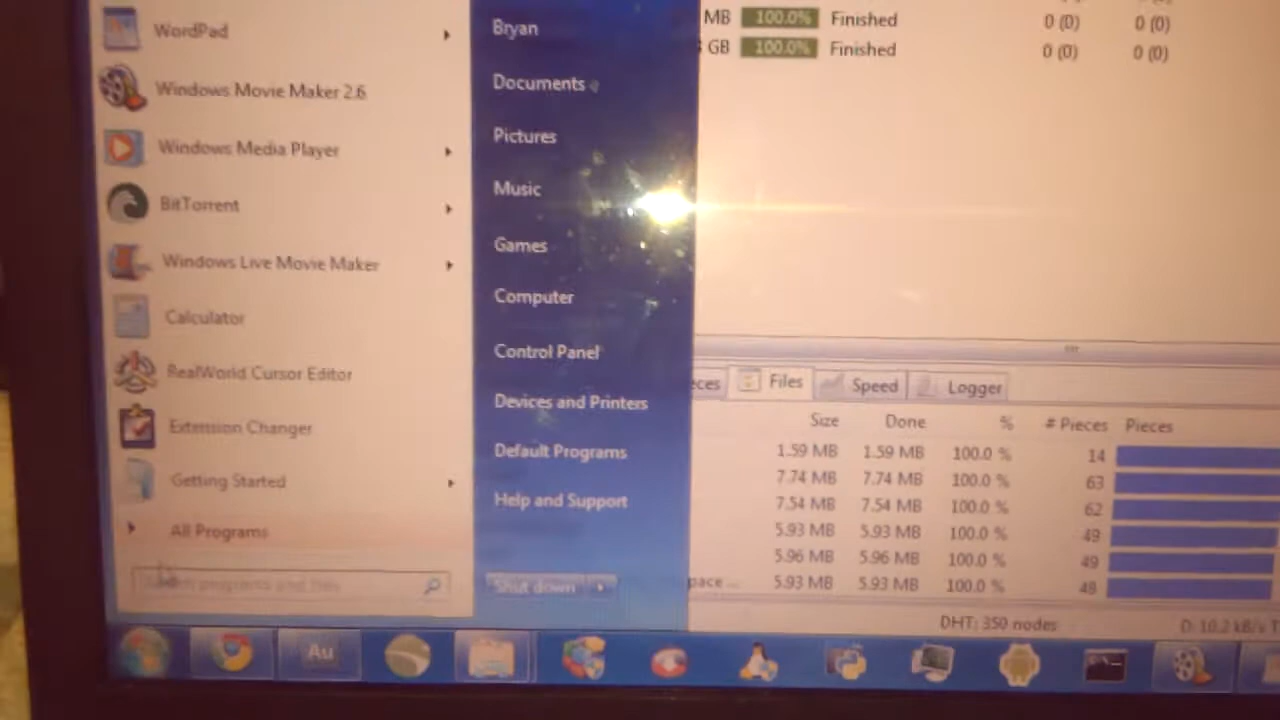 WordPad
Windows Movie Maker 2.6
Windows Media Player
BitTorrent
Windows Live Movie Maker
Calculator
RealWorld Cursor Editor
Extension Changer
Getting Started
All Programs
Search programs and files
Bryan
Documents
Pictures
Music
Games
Computer
Control Panel
Devices and Printers
Default Programs
Help and Support
Shut down
MB 100.0% Finished 0 (0) 0 (0)
GB 100.0% Finished 0 (0) 0 (0)
Files Speed Logger
Size Done % # Pieces Pieces
1.59 MB 1.59 MB 100.0 % 14
7.74 MB 7.74 MB 100.0 % 63
7.54 MB 7.54 MB 100.0 % 62
5.93 MB 5.93 MB 100.0 % 49
5.96 MB 5.96 MB 100.0 % 49
pace ... 5.93 MB 5.93 MB 100.0 % 49
DHT: 350 nodes D: 10.2 kB/s T
Au